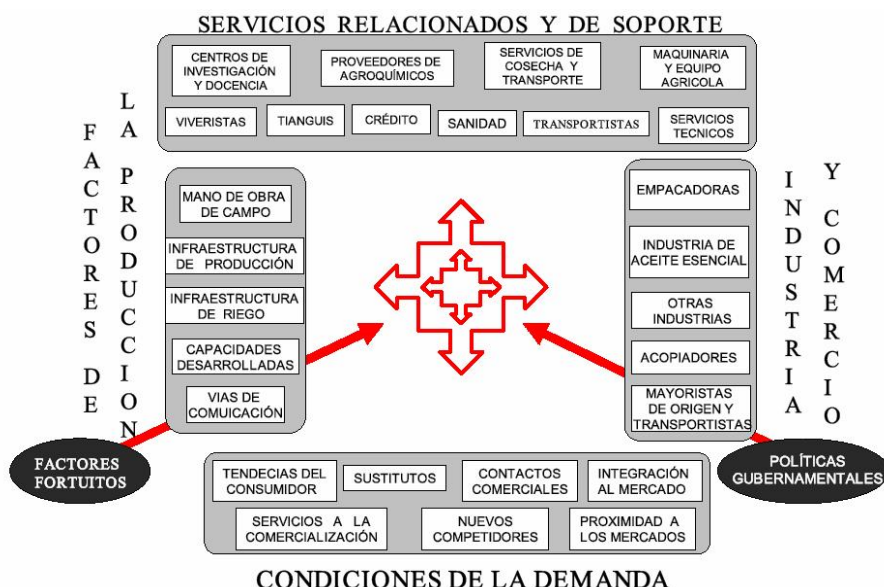 SERVICIOS RELACIONADOS Y DE SOPORTE
CENTROS DE
INVESTIGACIÓN
Y DOCENCIA
PROVEEDORES DE
AGROQUÍMICOS
SERVICIOS DE
COSECHA Y
TRANSPORTE
MAQUINARIA
Y EQUIPO
AGRICOLA
VIVERISTAS
TIANGUIS
CRÉDITO
SANIDAD
TRANSPORTISTAS
SERVICIOS
TECNICOS
FACTORES DE
LA PRODUCCION
MANO DE OBRA
DE CAMPO
INFRAESTRUCTURA
DE PRODUCCIÓN
INFRAESTRUCTURA
DE RIEGO
CAPACIDADES
DESARROLLADAS
VIAS DE
COMUICACIÓN
EMPACADORAS
INDUSTRIA DE
ACEITE ESENCIAL
OTRAS
INDUSTRIAS
ACOPIADORES
MAYORISTAS
DE ORIGEN Y
TRANSPORTISTAS
INDUSTRIA
Y COMERCIO
FACTORES
FORTUITOS
POLÍTICAS
GUBERNAMENTALES
TENDECIAS DEL
CONSUMIDOR
SUSTITUTOS
CONTACTOS
COMERCIALES
INTEGRACIÓN
AL MERCADO
SERVICIOS A LA
COMERCIALIZACIÓN
NUEVOS
COMPETIDORES
PROXIMIDAD A
LOS MERCADOS
CONDICIONES DE LA DEMANDA